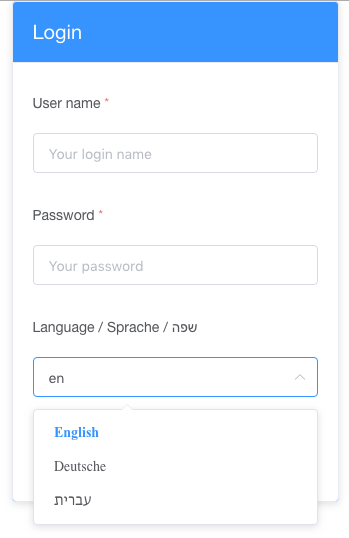 Login
User name *
Your login name
Password *
Your password
Language / Sprache / שפה
en
English
Deutsche
עברית